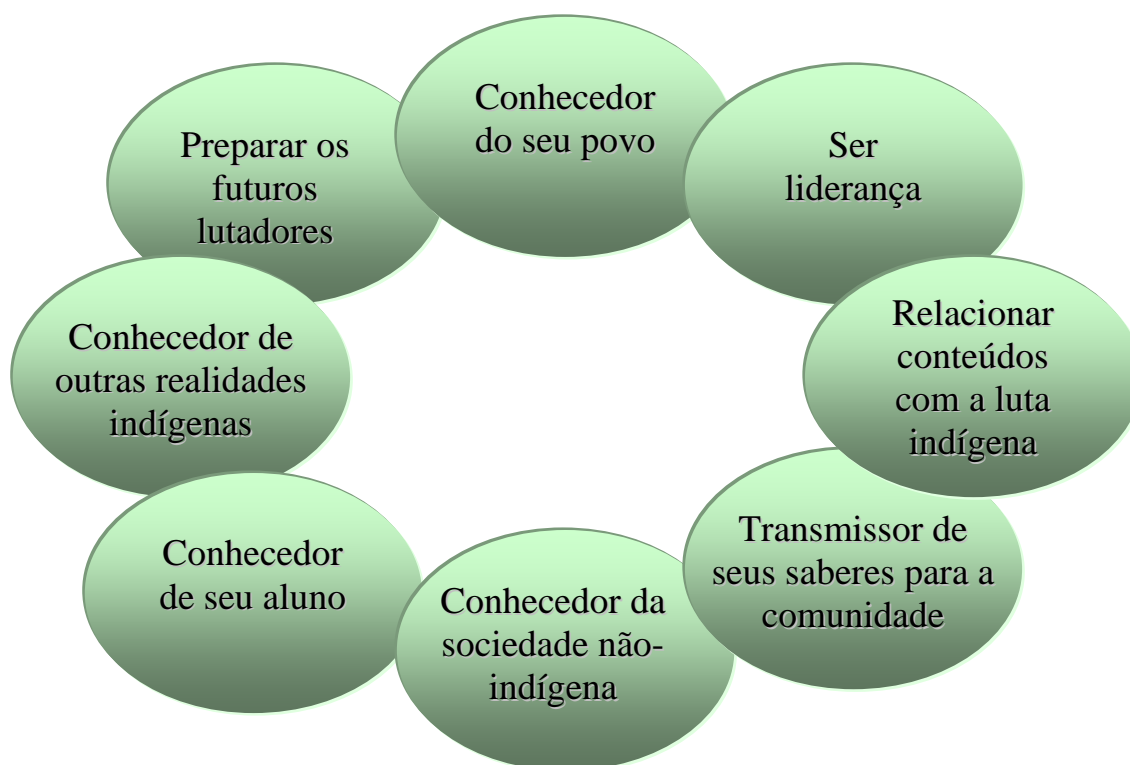 Conhecedor
do seu povo
Ser
liderança
Relacionar
conteúdos
com a luta
indígena
Transmissor de
seus saberes para a
comunidade
Conhecedor da
sociedade não-
indígena
Conhecedor
de seu aluno
Conhecedor de
outras realidades
indígenas
Preparar os
futuros
lutadores